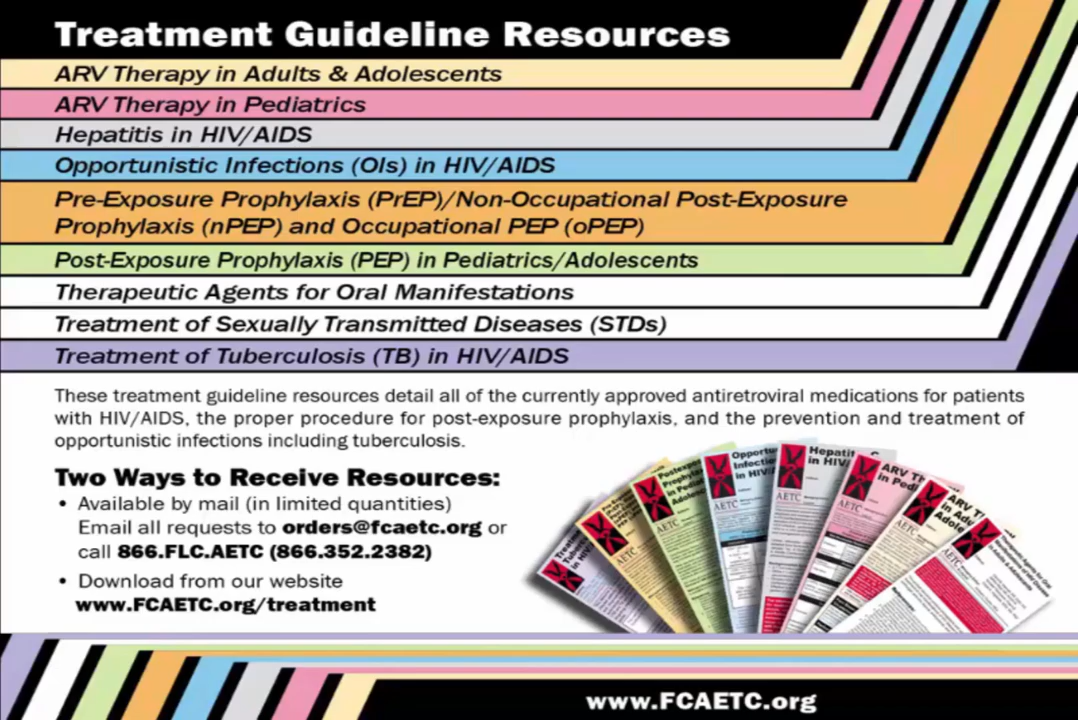 Treatment Guideline Resources
ARV Therapy in Adults & Adolescents
ARV Therapy in Pediatrics
Hepatitis in HIV/AIDS
Opportunistic Infections (OIs) in HIV/AIDS
Pre-Exposure Prophylaxis (PrEP)/Non-Occupational Post-Exposure
Prophylaxis (nPEP) and Occupational PEP (oPEP)
Post-Exposure Prophylaxis (PEP) in Pediatrics/Adolescents
Therapeutic Agents for Oral Manifestations
Treatment of Sexually Transmitted Diseases (STDs)
Treatment of Tuberculosis (TB) in HIV/AIDS
These treatment guideline resources detail all of the currently approved antiretroviral medications for patients
with HIV/AIDS, the proper procedure for post-exposure prophylaxis, and the prevention and treatment of
opportunistic infections including tuberculosis.
Two Ways to Receive Resources:
• Available by mail (in limited quantities)
Email all requests to orders@fcaetc.org or
call 866.FLC.AETC (866.352.2382)
• Download from our website
www.FCAETC.org/treatment
AETC
AETC
AETC
AETC
www.FCAETC.org